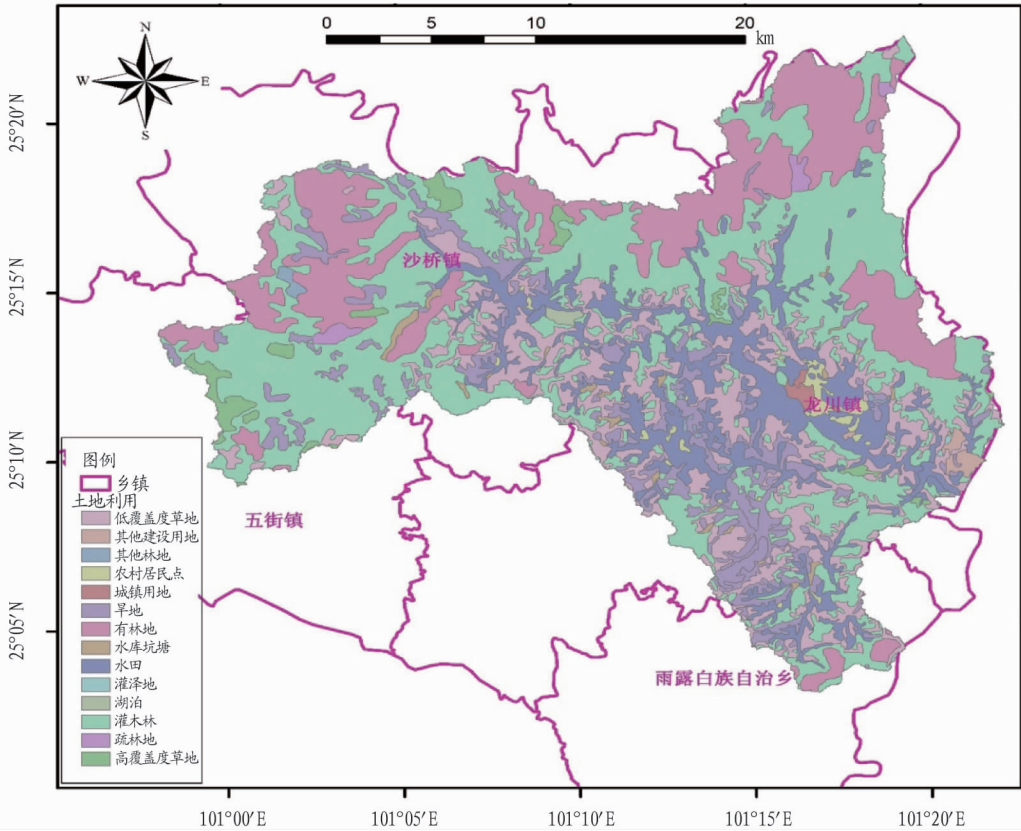 0 5 10 20
km
N
W E
S
25°20′N
25°15′N
25°10′N
25°05′N
沙桥镇
龙川镇
五街镇
雨露白族自治乡
图例
乡镇
土地利用
低覆盖度草地
其他建设用地
其他林地
农村居民点
城镇用地
旱地
有林地
水库坑塘
水田
灌泽地
湖泊
灌木林
疏林地
高覆盖度草地
101°00′E 101°05′E 101°10′E 101°15′E 101°20′E